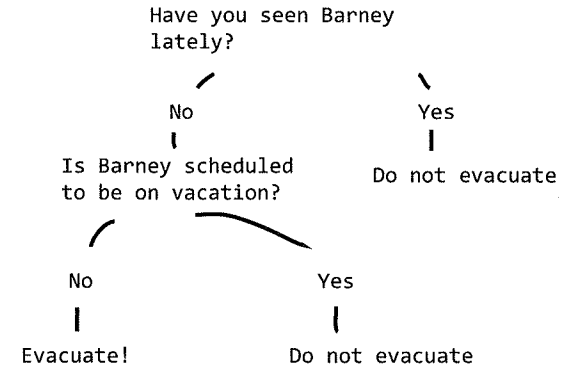 Have you seen Barney
lately?
No
Yes
Is Barney scheduled
to be on vacation?
Do not evacuate
No
Yes
Evacuate!
Do not evacuate